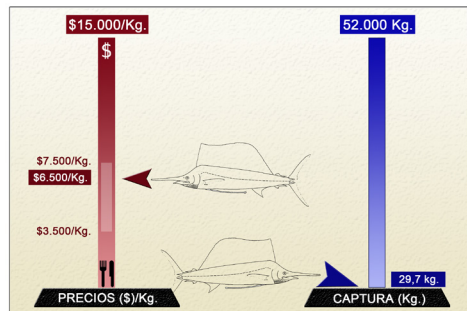 $15.000/Kg.
52.000 Kg.
$
$7.500/Kg.
$6.500/Kg.
$3.500/Kg.
29,7 kg.
PRECIOS ($)/Kg.
CAPTURA (Kg.)